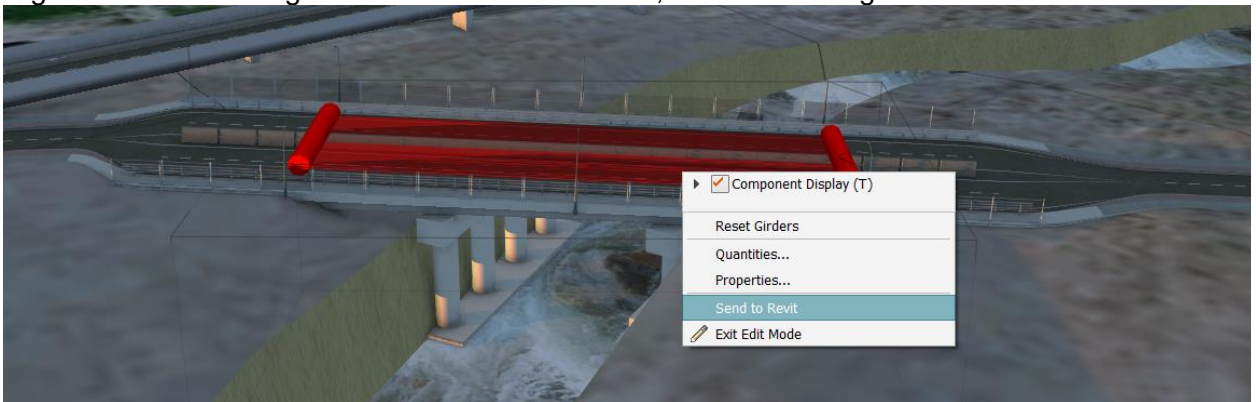 Component Display (T)
Reset Girders
Quantities...
Properties...
Send to Revit
Exit Edit Mode